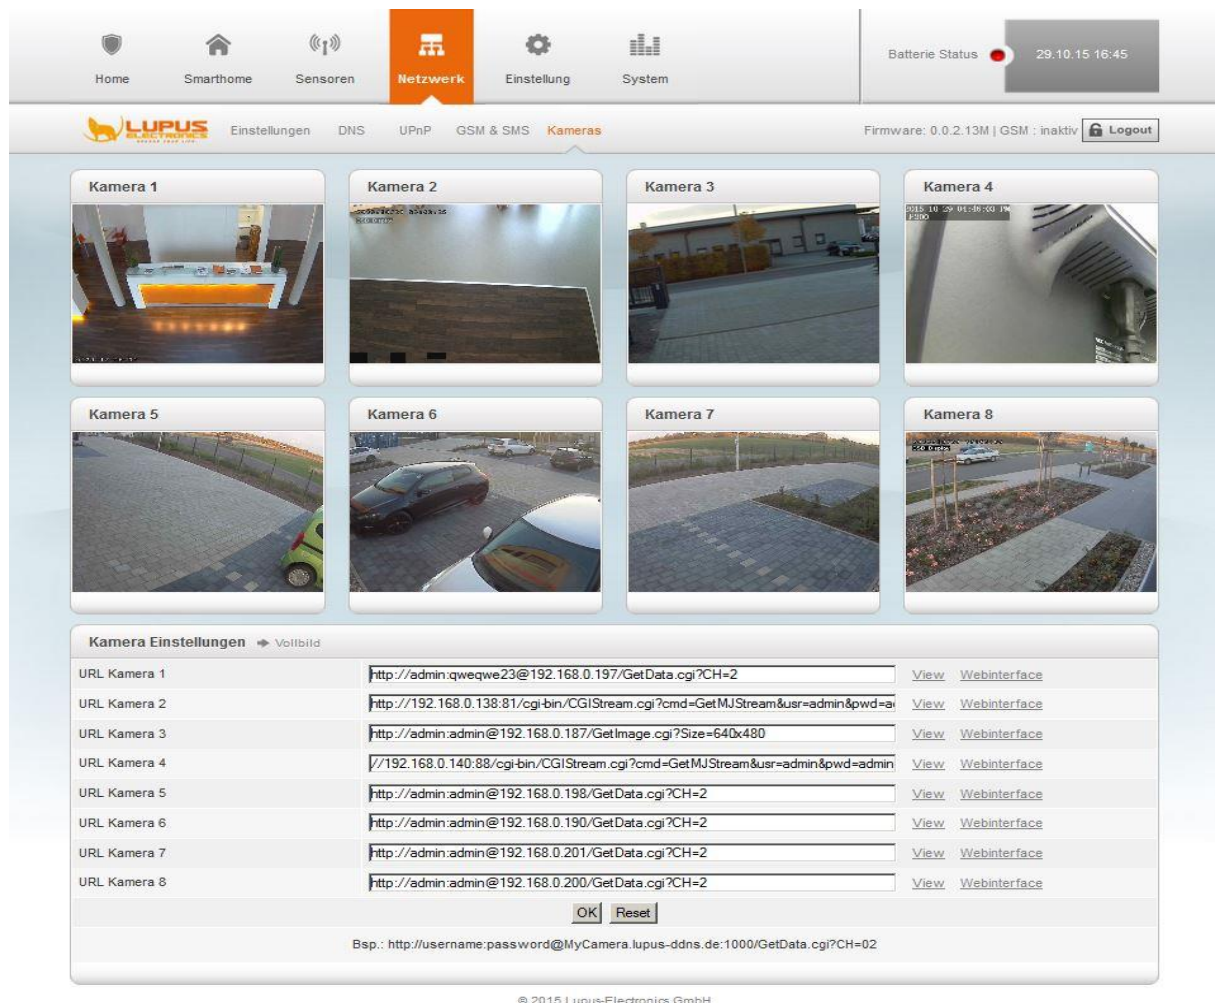 Home Smarthome Sensoren Netzwerk Einstellung System Batterie Status 29.10.15 16:45
LUPUS
ELECTRONICS
Einstellungen DNS UPnP GSM & SMS Kameras Firmware: 0.0.2.13M | GSM : inaktiv Logout
Kamera 1 Kamera 2 Kamera 3 Kamera 4
2015 10 29 04:46:03 PM
Kamera 5 Kamera 6 Kamera 7 Kamera 8
Kamera Einstellungen Vollbild
URL Kamera 1 http://admin:qweqwe23@192.168.0.197/GetData.cgi?CH=2 View Webinterface
URL Kamera 2 http://192.168.0.138:81/cgi-bin/CGIStream.cgi?cmd=GetMJStream&usr=admin&pwd=a View Webinterface
URL Kamera 3 http://admin:admin@192.168.0.187/GetImage.cgi?Size=640x480 View Webinterface
URL Kamera 4 //192.168.0.140:88/cgi-bin/CGIStream.cgi?cmd=GetMJStream&usr=admin&pwd=admin View Webinterface
URL Kamera 5 http://admin:admin@192.168.0.198/GetData.cgi?CH=2 View Webinterface
URL Kamera 6 http://admin:admin@192.168.0.190/GetData.cgi?CH=2 View Webinterface
URL Kamera 7 http://admin:admin@192.168.0.201/GetData.cgi?CH=2 View Webinterface
URL Kamera 8 http://admin:admin@192.168.0.200/GetData.cgi?CH=2 View Webinterface
OK Reset
Bsp.: http://username:password@MyCamera.lupus-ddns.de:1000/GetData.cgi?CH=02
© 2015 Lupus-Electronics GmbH